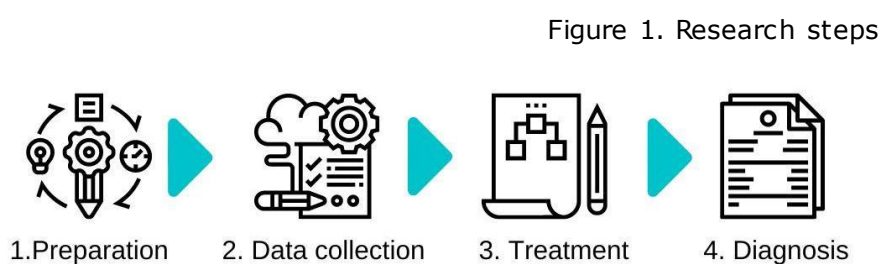 Figure 1. Research steps
1.Preparation
2. Data collection
3. Treatment
4. Diagnosis